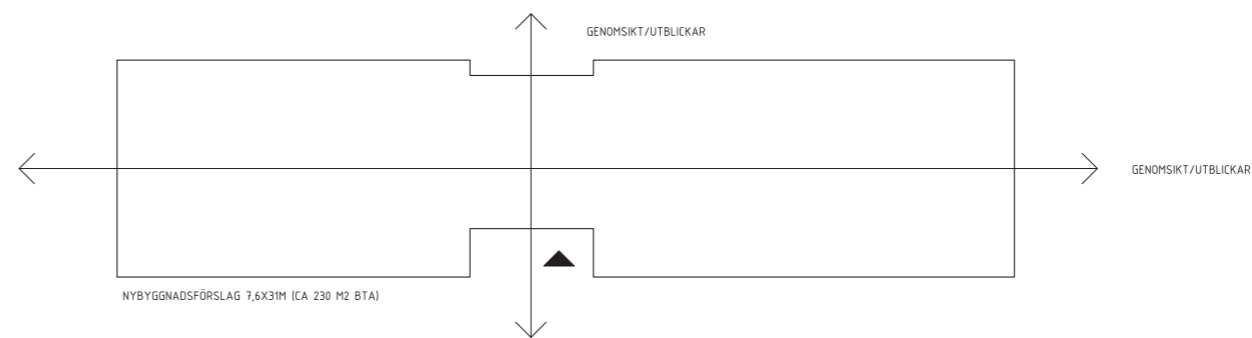 GENOMSIKT/UTBLICKAR
GENOMSIKT/UTBLICKAR
NYBYGGNADSFÖRSLAG 7,6X31M (CA 230 M2 BTA)